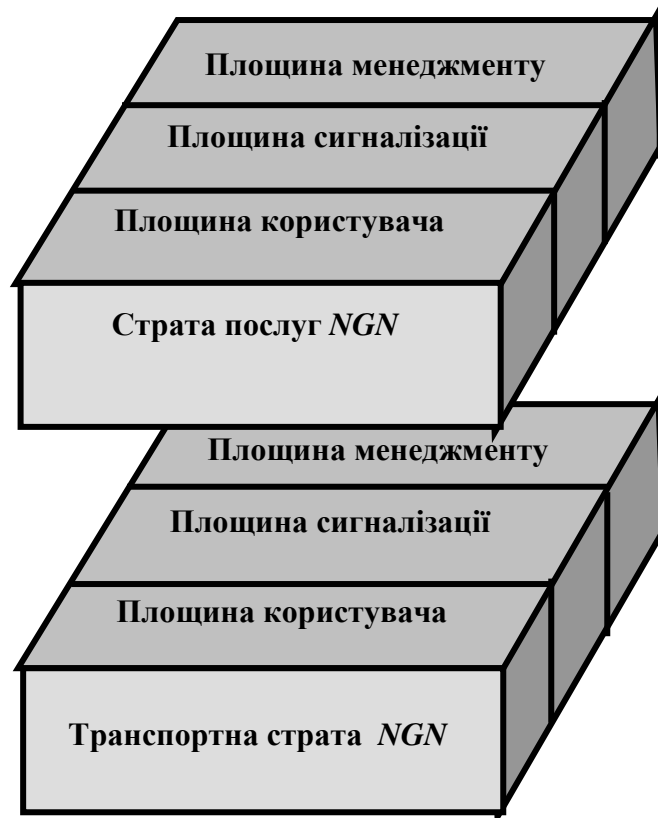 Площина менеджменту
Площина сигналізації
Площина користувача
Страта послуг NGN
Площина менеджменту
Площина сигналізації
Площина користувача
Транспортна страта NGN